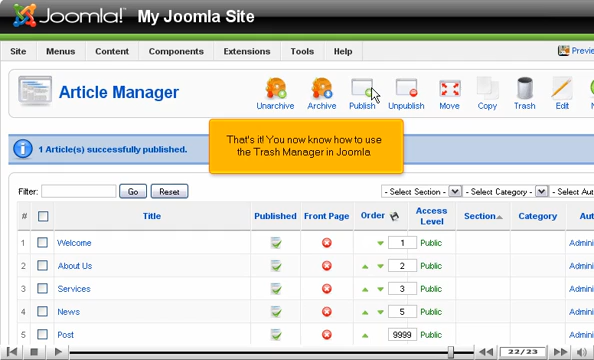 Joomla!™ My Joomla Site
Site Menus Content Components Extensions Tools Help
Article Manager
Unarchive Archive Publish Unpublish Move Copy Trash Edit
That's it! You now know how to use
the Trash Manager in Joomla
1 Article(s) successfully published.
Filter: Go Reset - Select Section - - Select Category -
# Title Published Front Page Order Access Level Section Category
1 Welcome 1 Public
2 About Us 2 Public
3 Services 3 Public
4 News 5 Public
5 Post 9999 Public
22/23